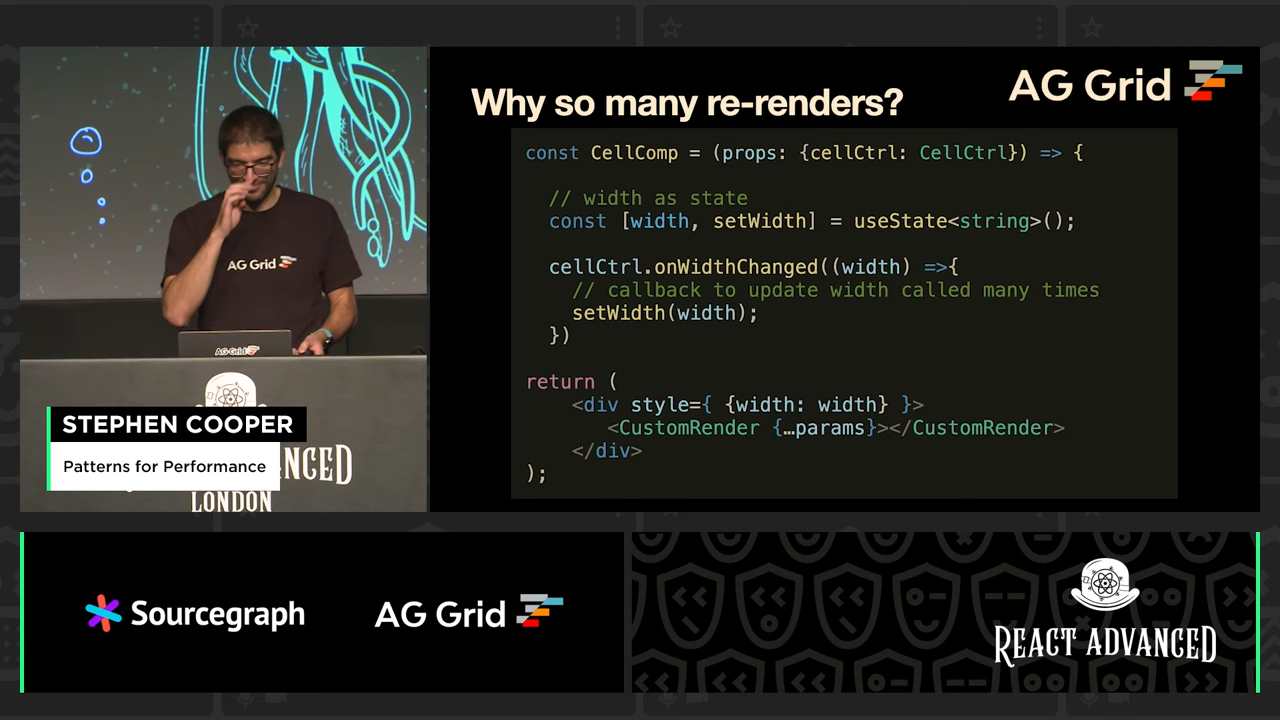 Why so many re-renders?
AG Grid
const CellComp = (props: {cellCtrl: CellCtrl}) => {
// width as state
const [width, setWidth] = useState<string>();
cellCtrl.onWidthChanged((width) =>{
// callback to update width called many times
setWidth(width);
})
return (
<div style={ {width: width} }>
<CustomRender {…params}></CustomRender>
</div>
);
AG Grid
AG Grid
STEPHEN COOPER
Patterns for Performance
NCED
LONDON
Sourcegraph
AG Grid
REACT ADVANCED